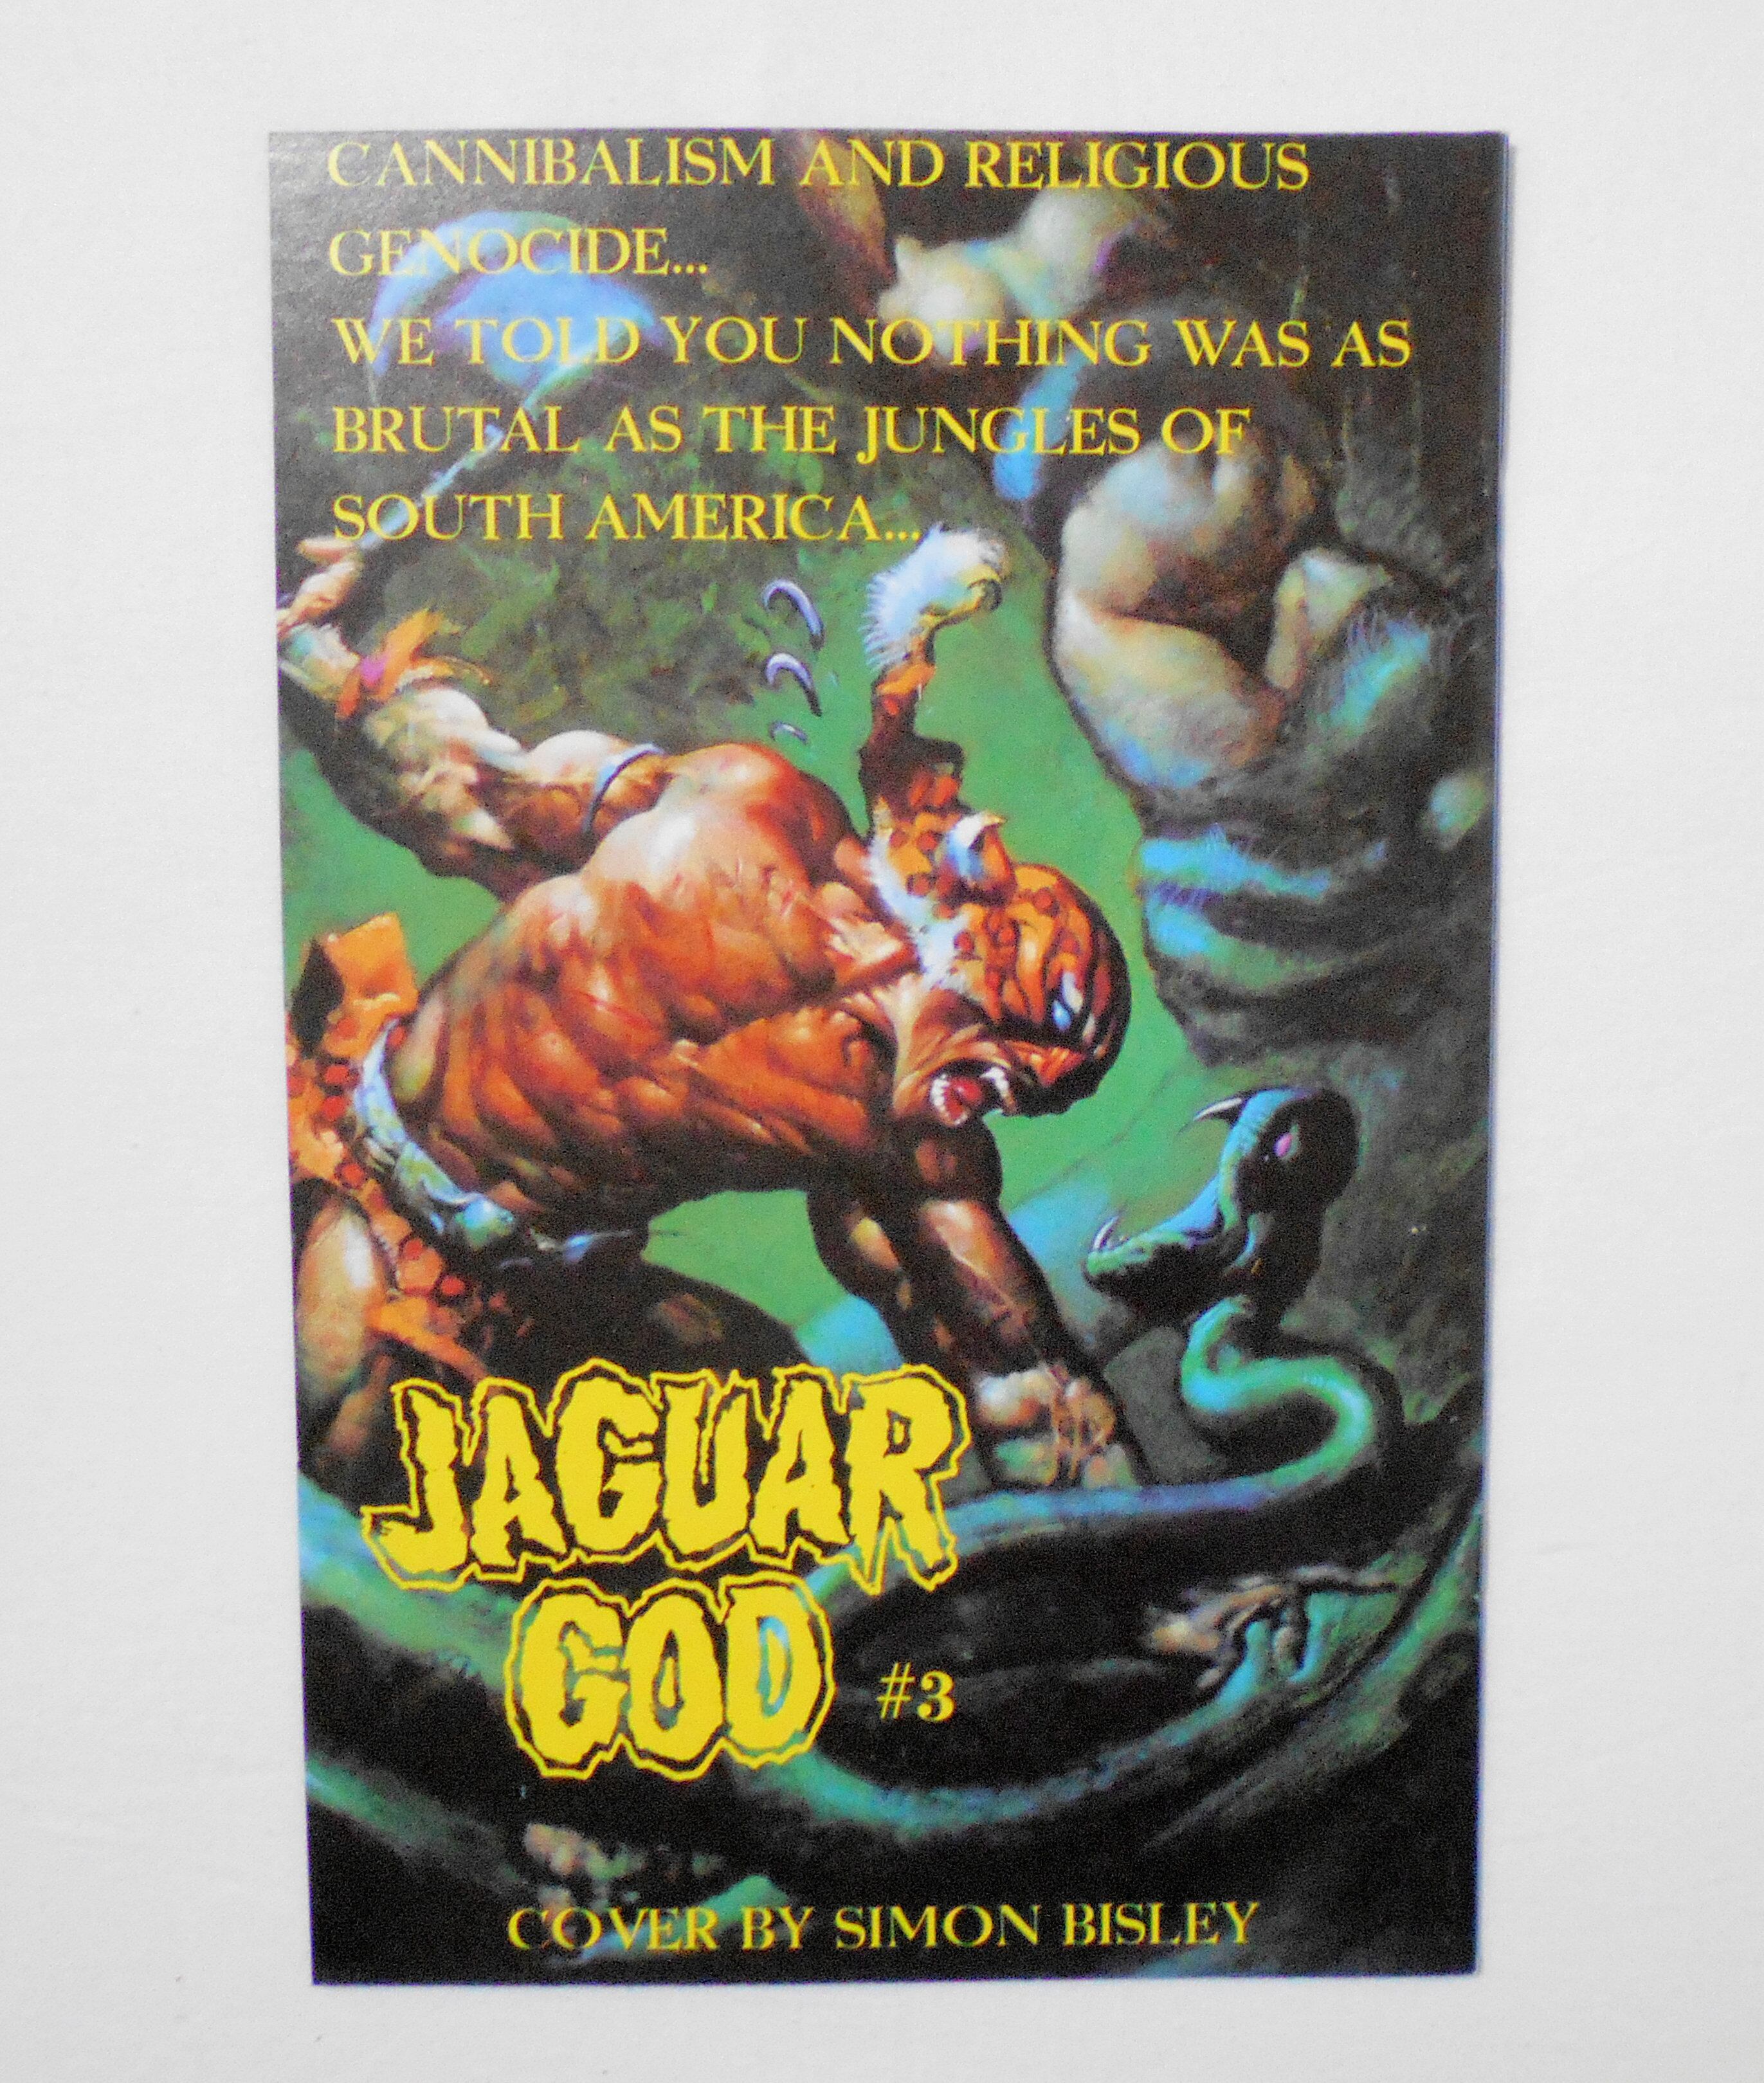 CANNIBALISM AND RELIGIOUS
GENOCIDE...
WE TOLD YOU NOTHING WAS AS
BRUTAL AS THE JUNGLES OF
SOUTH AMERICA...
JAGUAR
GOD #3
COVER BY SIMON BISLEY